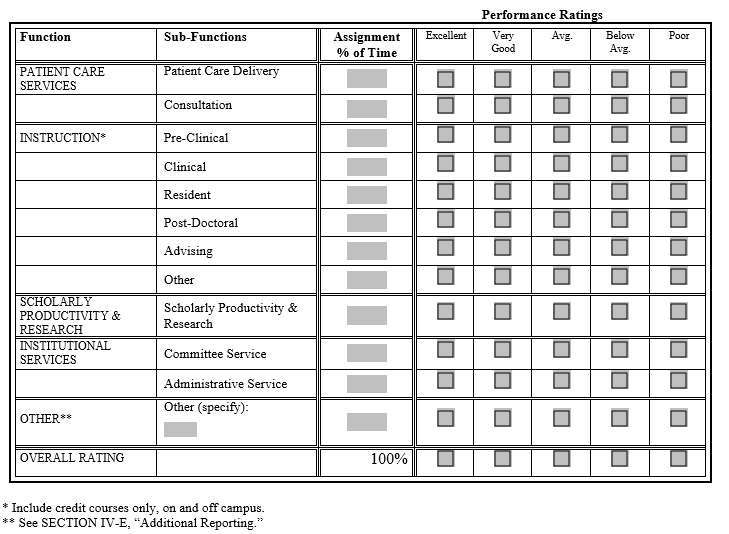 Performance Ratings
Function Sub-Functions Assignment % of Time Excellent Very Good Avg. Below Avg. Poor
PATIENT CARE SERVICES Patient Care Delivery
Consultation
INSTRUCTION* Pre-Clinical
Clinical
Resident
Post-Doctoral
Advising
Other
SCHOLARLY PRODUCTIVITY & RESEARCH Scholarly Productivity & Research
INSTITUTIONAL SERVICES Committee Service
Administrative Service
OTHER** Other (specify):
OVERALL RATING 100%
* Include credit courses only, on and off campus.
** See SECTION IV-E, “Additional Reporting.”